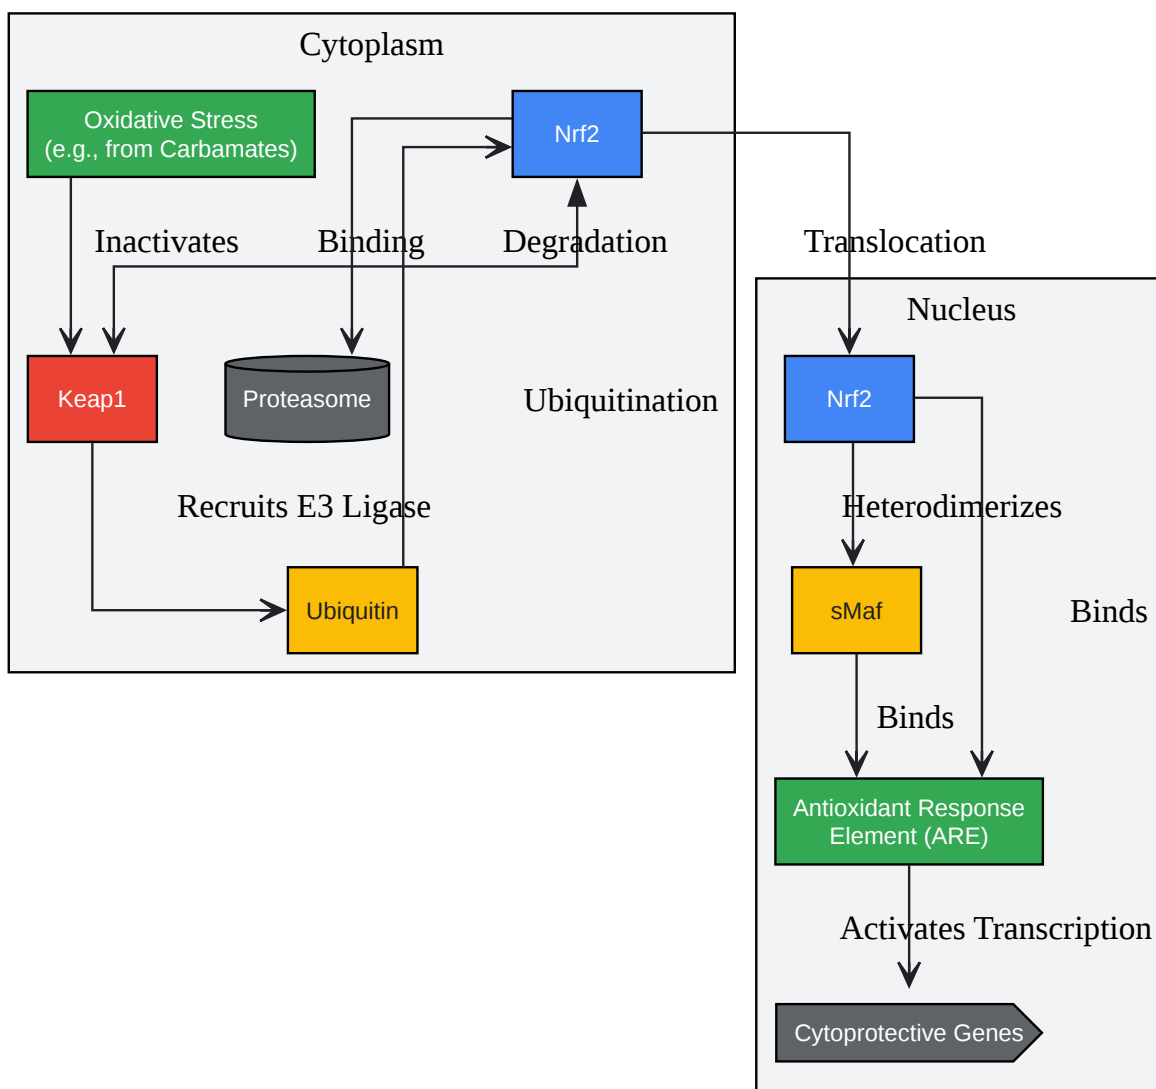 Cytoplasm
Oxidative Stress
(e.g., from Carbamates)
Nrf2
Inactivates
Binding
Degradation
Translocation
Nucleus
Keap1
Proteasome
Ubiquitination
Nrf2
Recruits E3 Ligase
Heterodimerizes
Ubiquitin
sMaf
Binds
Binds
Antioxidant Response
Element (ARE)
Activates Transcription
Cytoprotective Genes